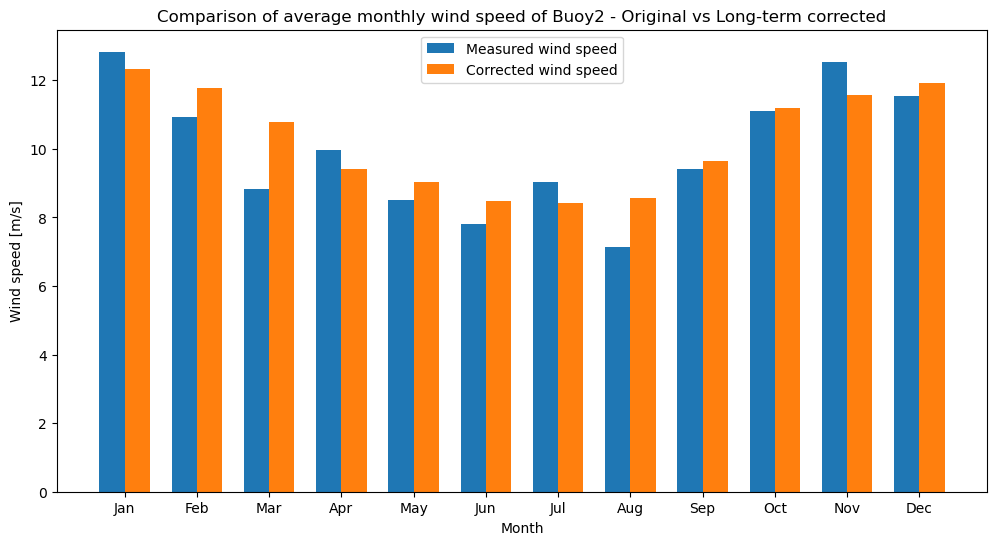 Comparison of average monthly wind speed of Buoy2 - Original vs Long-term corrected
Measured wind speed
Corrected wind speed
Wind speed [m/s]
12
10
8
6
4
2
0
Jan Feb Mar Apr May Jun Jul Aug Sep Oct Nov Dec
Month